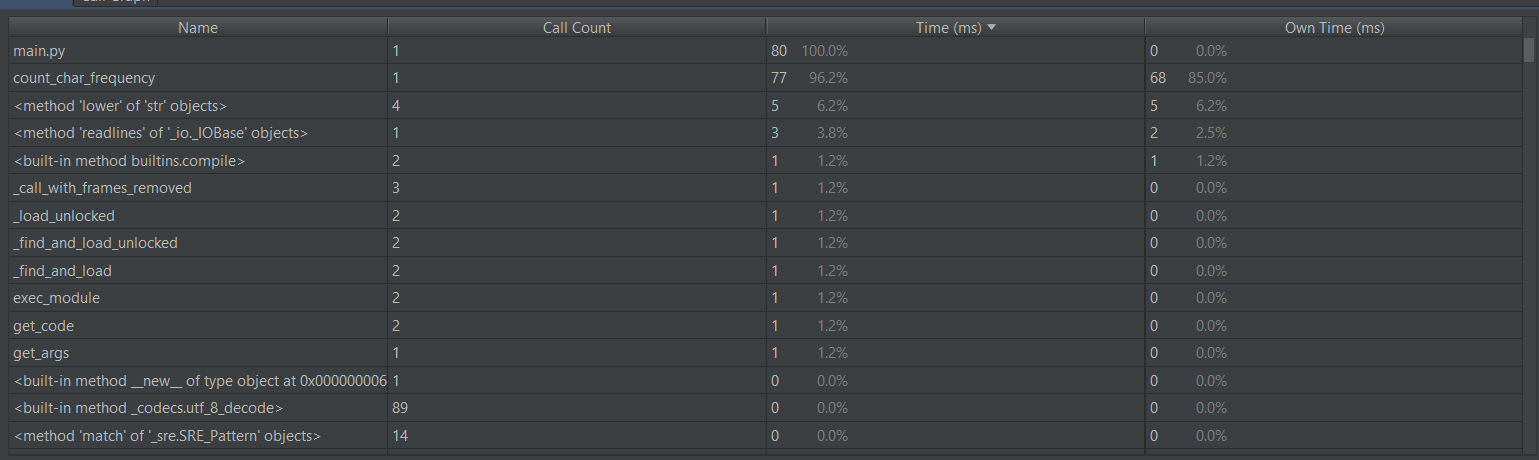 Call Graph
Name Call Count Time (ms) Own Time (ms)
main.py 1 80 100.0% 0 0.0%
count_char_frequency 1 77 96.2% 68 85.0%
<method 'lower' of 'str' objects> 4 5 6.2% 5 6.2%
<method 'readlines' of '_io._IOBase' objects> 1 3 3.8% 2 2.5%
<built-in method builtins.compile> 2 1 1.2% 1 1.2%
_call_with_frames_removed 3 1 1.2% 0 0.0%
_load_unlocked 2 1 1.2% 0 0.0%
_find_and_load_unlocked 2 1 1.2% 0 0.0%
_find_and_load 2 1 1.2% 0 0.0%
exec_module 2 1 1.2% 0 0.0%
get_code 2 1 1.2% 0 0.0%
get_args 1 1 1.2% 0 0.0%
<built-in method __new__ of type object at 0x000000006 1 0 0.0% 0 0.0%
<built-in method _codecs.utf_8_decode> 89 0 0.0% 0 0.0%
<method 'match' of '_sre.SRE_Pattern' objects> 14 0 0.0% 0 0.0%